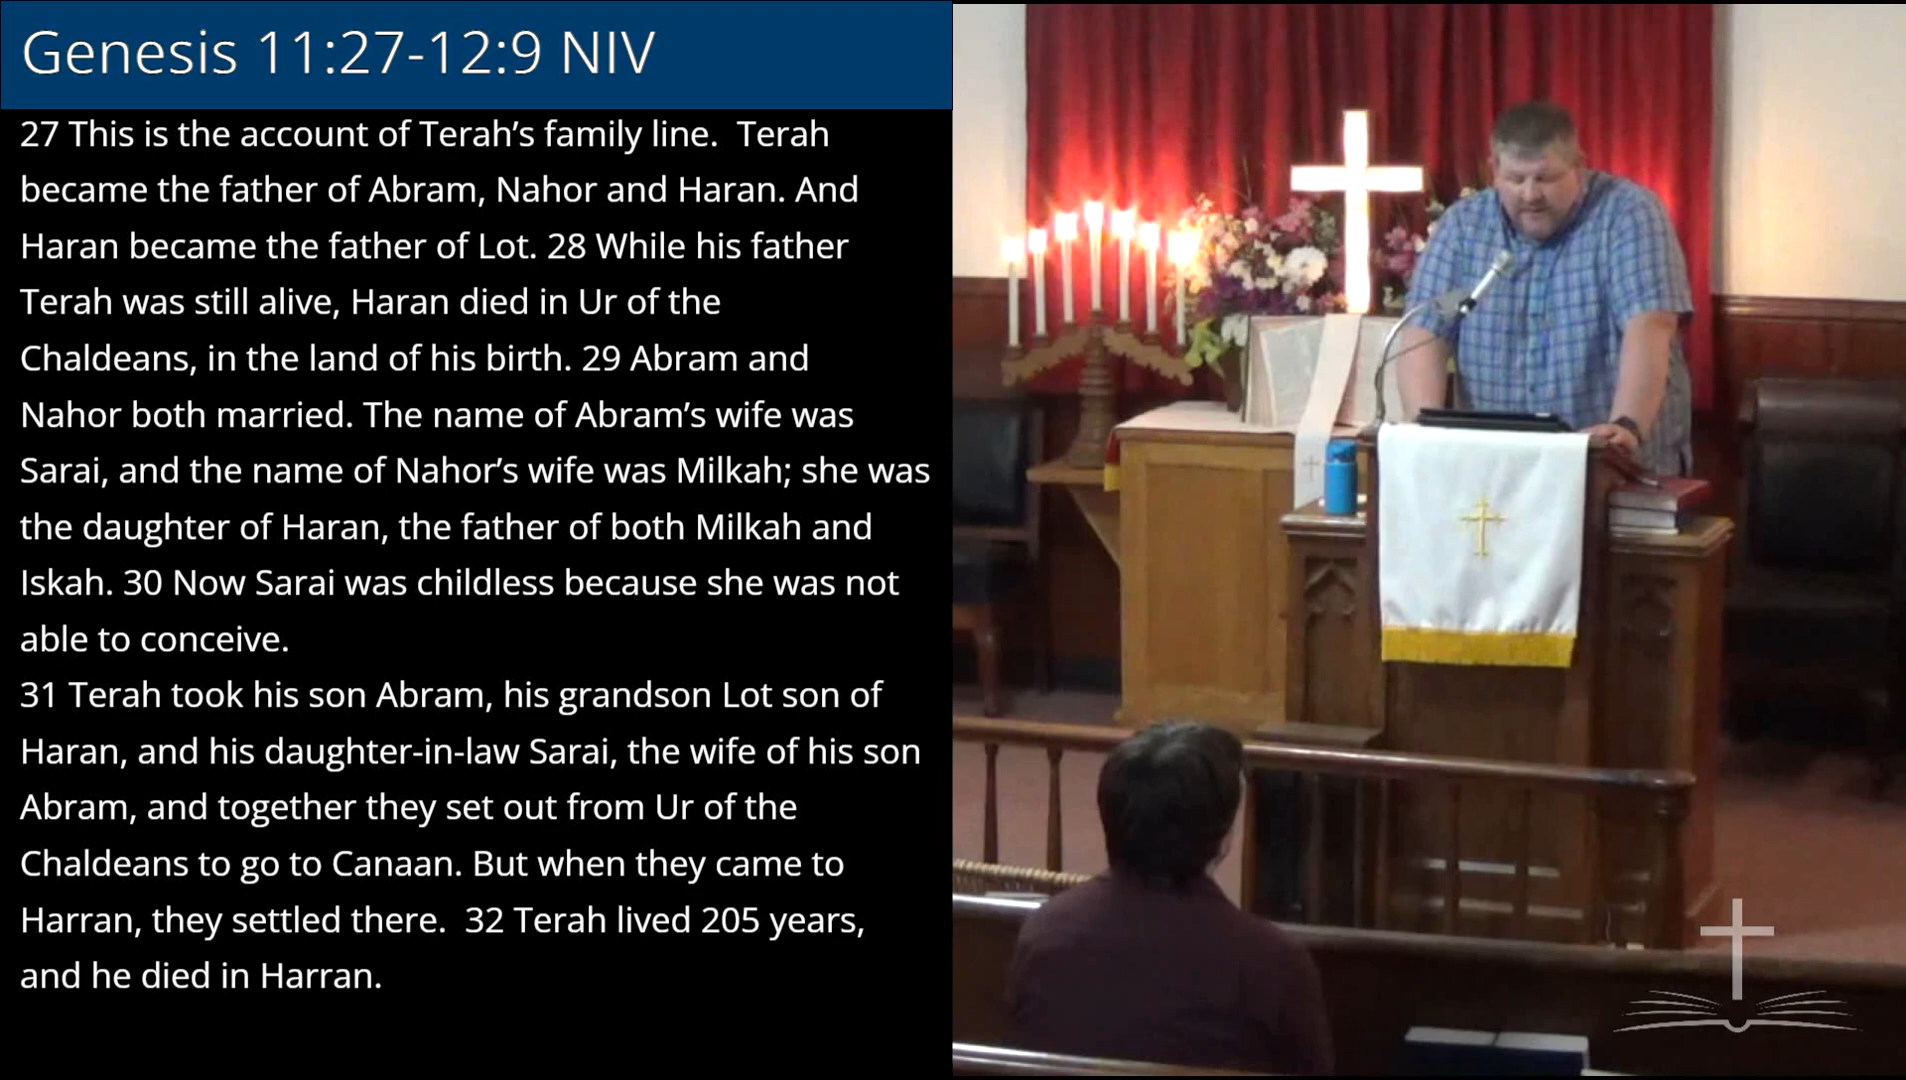 Genesis 11:27-12:9 NIV
27 This is the account of Terah’s family line.  Terah
became the father of Abram, Nahor and Haran. And
Haran became the father of Lot. 28 While his father
Terah was still alive, Haran died in Ur of the
Chaldeans, in the land of his birth. 29 Abram and
Nahor both married. The name of Abram’s wife was
Sarai, and the name of Nahor’s wife was Milkah; she was
the daughter of Haran, the father of both Milkah and
Iskah. 30 Now Sarai was childless because she was not
able to conceive.
31 Terah took his son Abram, his grandson Lot son of
Haran, and his daughter-in-law Sarai, the wife of his son
Abram, and together they set out from Ur of the
Chaldeans to go to Canaan. But when they came to
Harran, they settled there.  32 Terah lived 205 years,
and he died in Harran.